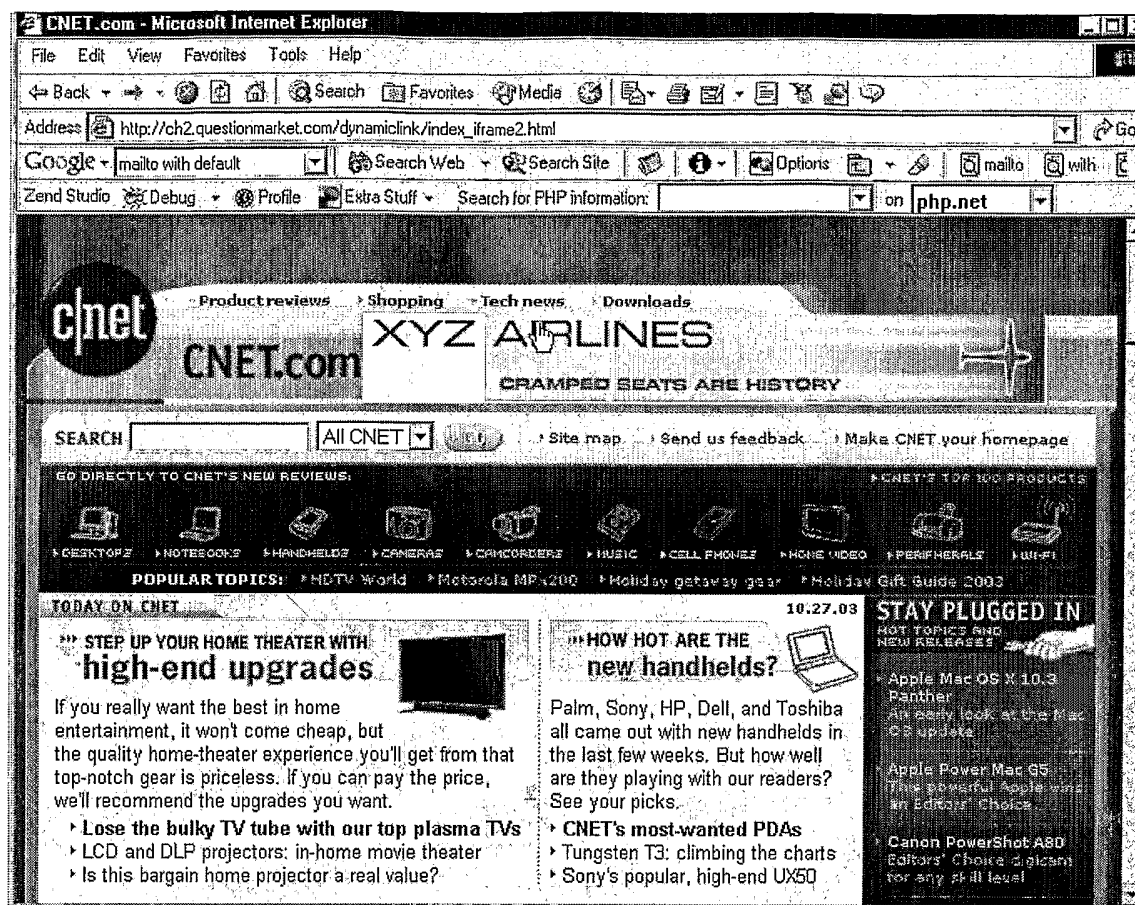 CNET.com - Microsoft Internet Explorer
File Edit View Favorites Tools Help
Back Search Favorites Media
Address http://ch2.questionmarket.com/dynamiclink/index_iframe2.html Go
Google mailto with default Search Web Search Site Options mailto with
Zend Studio Debug Profile Extra Stuff Search for PHP information: on php.net
Product reviews Shopping Tech news Downloads
c|net
CNET.com
XYZ AIRLINES
CRAMPED SEATS ARE HISTORY
SEARCH All CNET Site map Send us feedback Make CNET your homepage
GO DIRECTLY TO CNET'S NEW REVIEWS: CNET'S TOP 100 PRODUCTS
DESKTOPS NOTEBOOKS HANDHELDS CAMERAS CAMCORDERS MUSIC CELL PHONES HOME VIDEO PERIPHERALS WI-FI
POPULAR TOPICS: HDTV World Motorola MPx200 Holiday getaway gear Holiday Gift Guide 2003
TODAY ON CNET 10.27.03
STEP UP YOUR HOME THEATER WITH
high-end upgrades
If you really want the best in home
entertainment, it won't come cheap, but
the quality home-theater experience you'll get from that
top-notch gear is priceless. If you can pay the price,
we'll recommend the upgrades you want.
Lose the bulky TV tube with our top plasma TVs
LCD and DLP projectors: in-home movie theater
Is this bargain home projector a real value?
HOW HOT ARE THE
new handhelds?
Palm, Sony, HP, Dell, and Toshiba
all came out with new handhelds in
the last few weeks. But how well
are they playing with our readers?
See your picks.
CNET's most-wanted PDAs
Tungsten T3: climbing the charts
Sony's popular, high-end UX50
STAY PLUGGED IN
HOT TOPICS AND
NEW RELEASES
Apple Mac OS X 10.3
Panther
An early look at the Mac
OS update
Apple Power Mac G5
This powerful Apple wins
an Editors' Choice
Canon PowerShot A80
Editors' Choice digicam
for any skill level